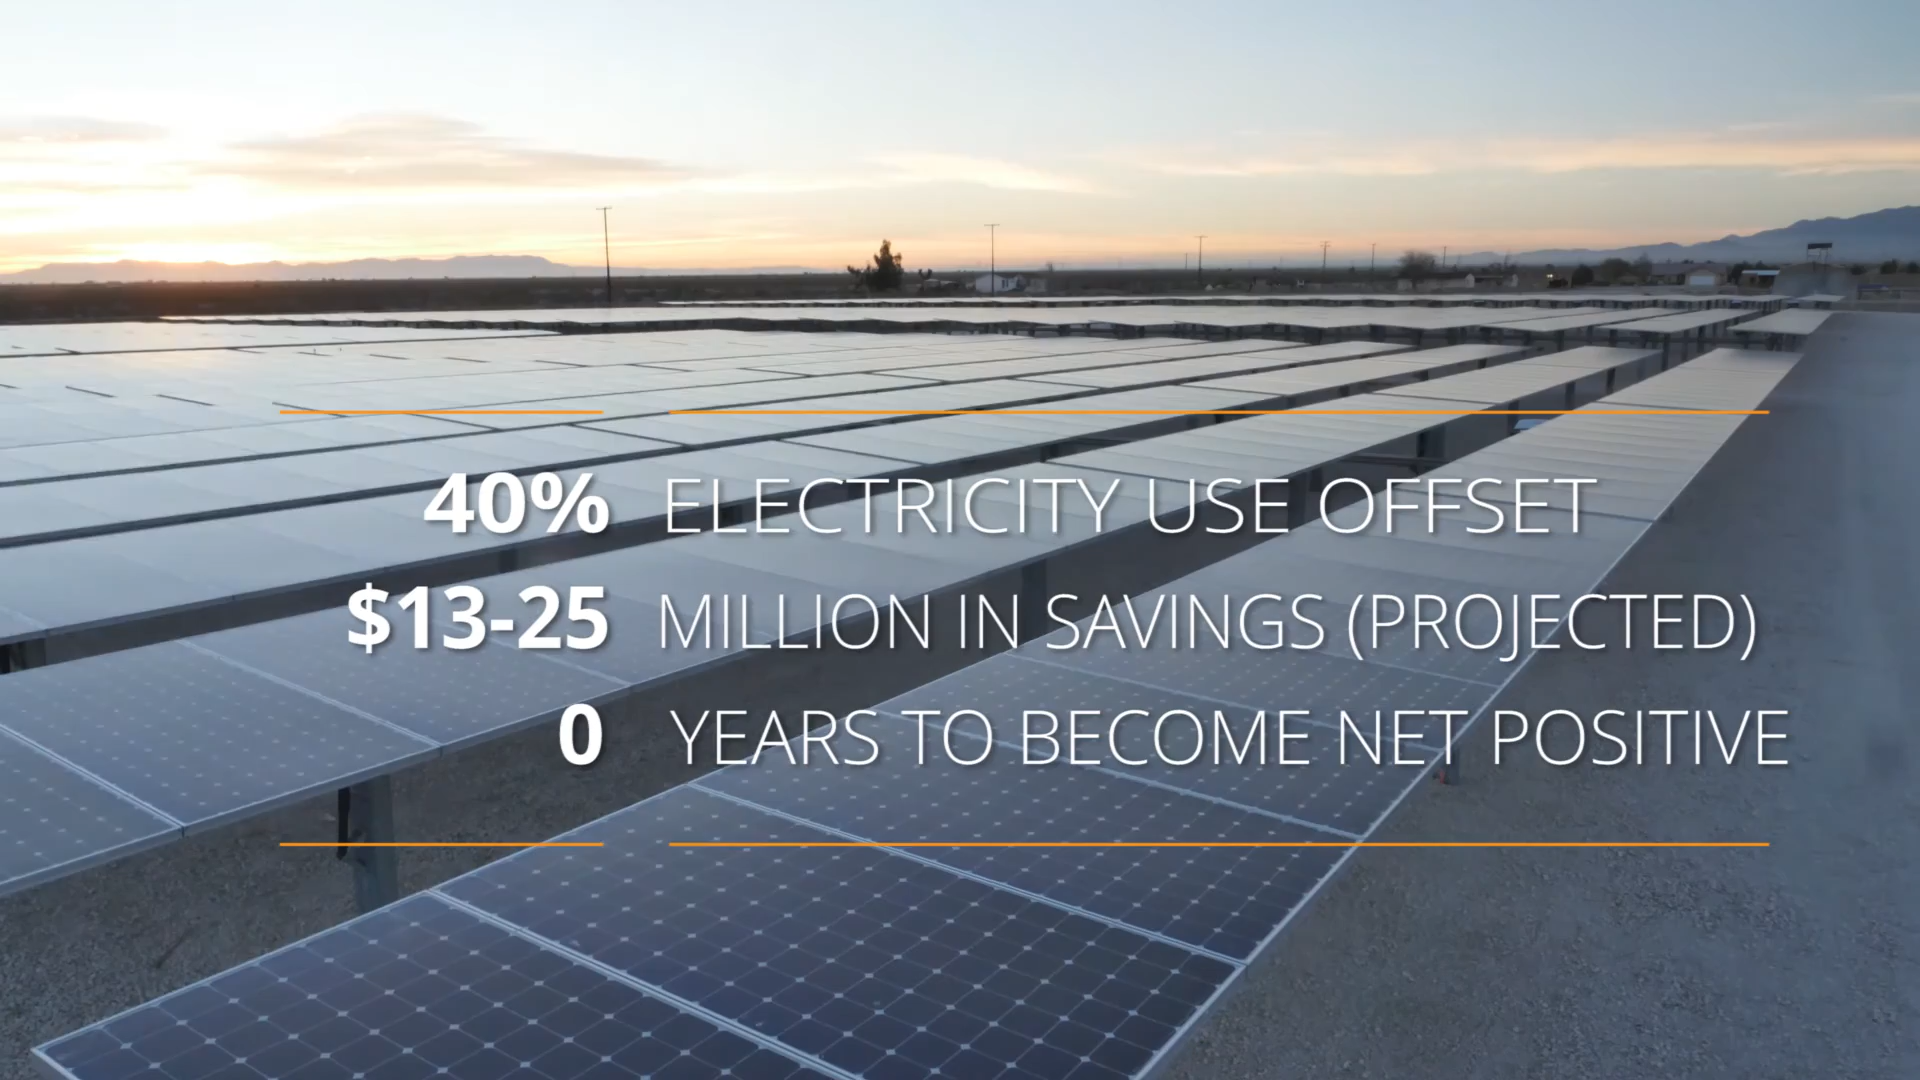 40% ELECTRICITY USE OFFSET
$13-25 MILLION IN SAVINGS (PROJECTED)
0 YEARS TO BECOME NET POSITIVE